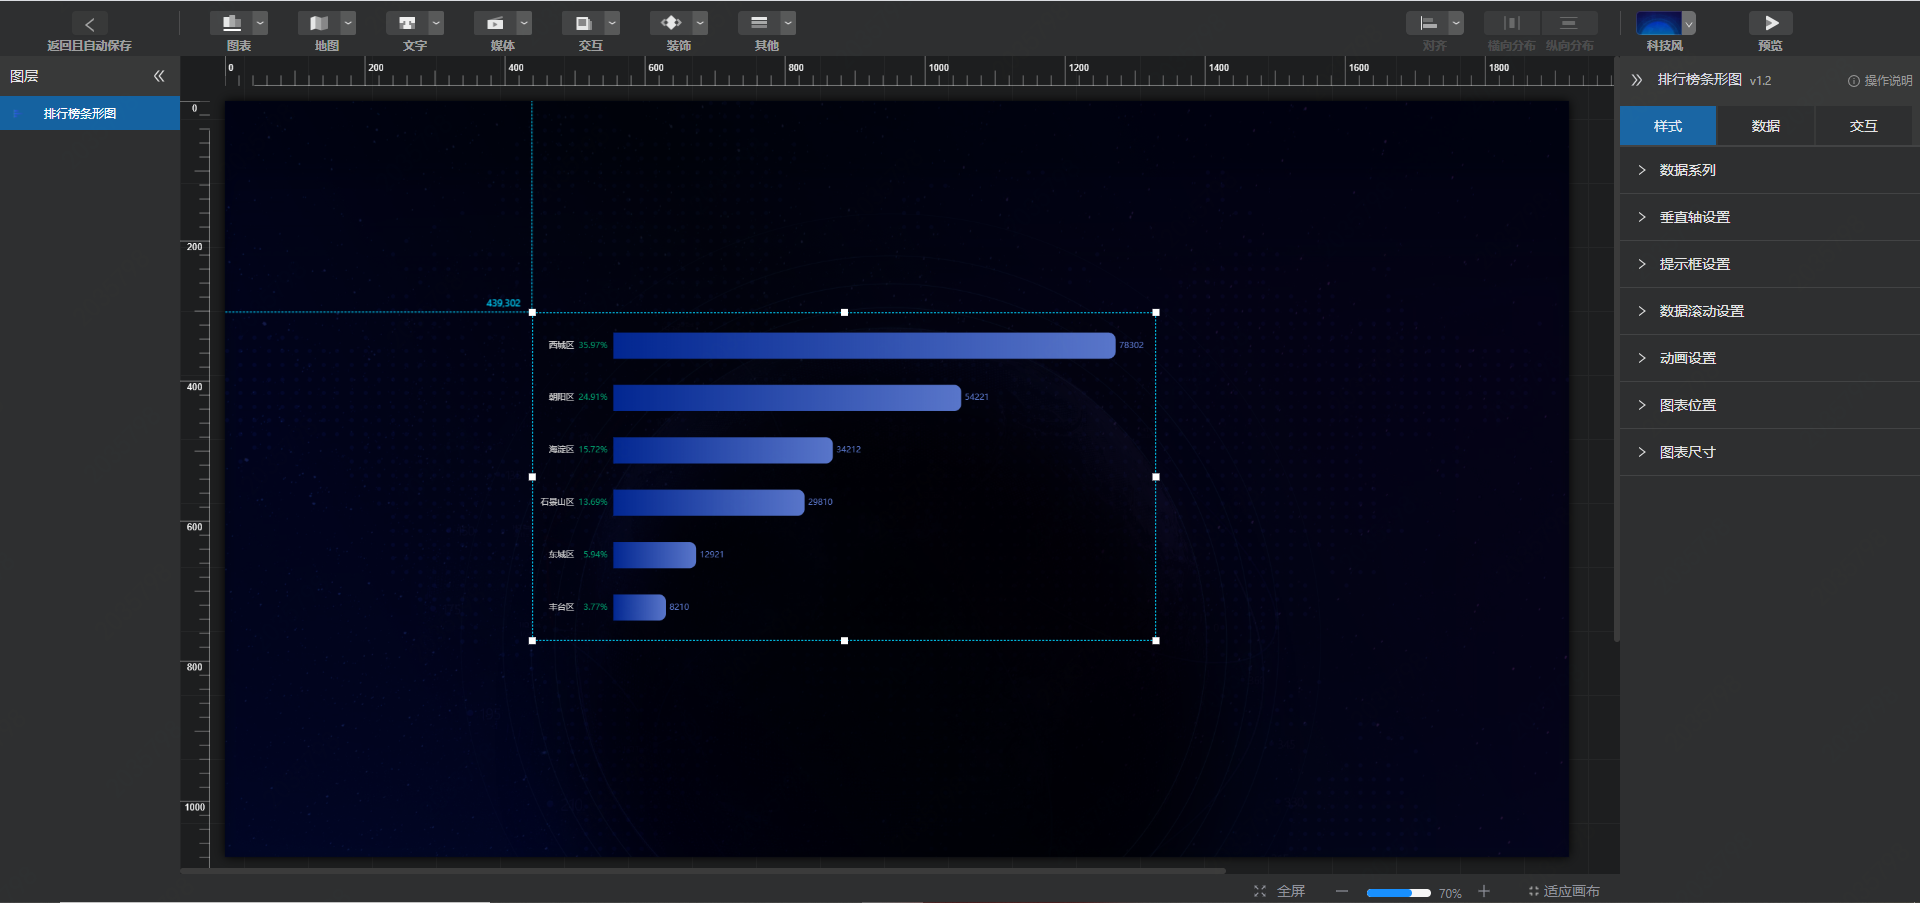 返回且自动保存
图表
地图
文字
媒体
交互
装饰
其他
对齐
横向分布
纵向分布
科技风
预览
图层
排行榜条形图
0
200
400
600
800
1000
1200
1400
1600
1800
0
200
400
600
800
1000
439,302
西城区 35.97% 78302
朝阳区 24.91% 54221
海淀区 15.72% 34212
石景山区 13.69% 29810
东城区 5.94% 12921
丰台区 3.77% 8210
排行榜条形图 v1.2
操作说明
样式
数据
交互
数据系列
垂直轴设置
提示框设置
数据滚动设置
动画设置
图表位置
图表尺寸
全屏
70%
适应画布